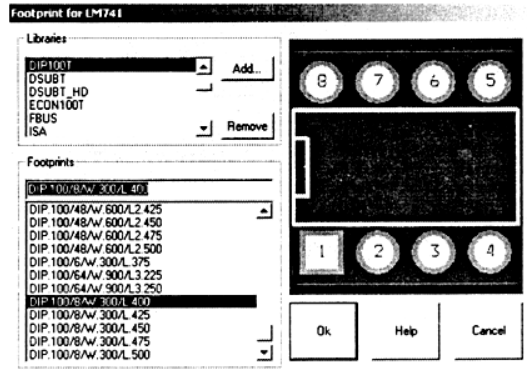 Footprint for LM741
Libraries
DIP100T
DSUBT
DSUBT_HD
ECON100T
FBUS
ISA
Add...
Remove
Footprints
DIP.100/8/W.300/L.400
DIP.100/48/W.600/L2.425
DIP.100/48/W.600/L2.450
DIP.100/48/W.600/L2.475
DIP.100/48/W.600/L2.500
DIP.100/6/W.300/L.375
DIP.100/64/W.900/L3.225
DIP.100/64/W.900/L3.250
DIP.100/8/W.300/L.400
DIP.100/8/W.300/L.425
DIP.100/8/W.300/L.450
DIP.100/8/W.300/L.475
DIP.100/8/W.300/L.500
8 7 6 5
1 2 3 4
Ok Help Cancel